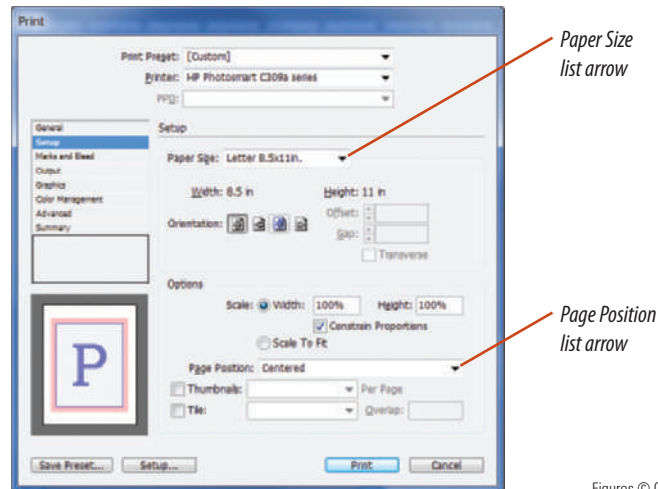 Print
Print Preset: [Custom]
Printer: HP Photosmart C309a series
PPD:
General
Setup
Marks and Bleed
Output
Graphics
Color Management
Advanced
Summary
Setup
Paper Size: Letter 8.5x11in.
Width: 8.5 in Height: 11 in
Orientation: Offset:
Gap:
Transverse
Options
Scale: Width: 100% Height: 100%
Constrain Proportions
Scale To Fit
Page Position: Centered
Thumbnails: Per Page
Tile: Overlap:
P
Save Preset... Setup... Print Cancel
Paper Size
list arrow
Page Position
list arrow
Figures ©